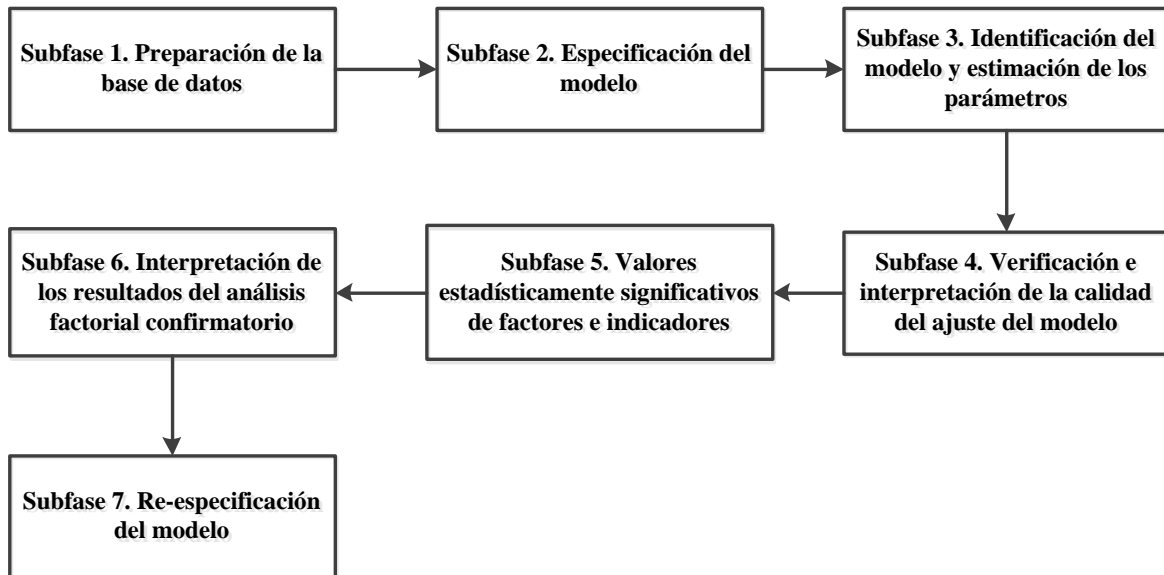 Subfase 1. Preparación de la
base de datos
Subfase 2. Especificación del
modelo
Subfase 3. Identificación del
modelo y estimación de los
parámetros
Subfase 4. Verificación e
interpretación de la calidad
del ajuste del modelo
Subfase 5. Valores
estadísticamente significativos
de factores e indicadores
Subfase 6. Interpretación de
los resultados del análisis
factorial confirmatorio
Subfase 7. Re-especificación
del modelo